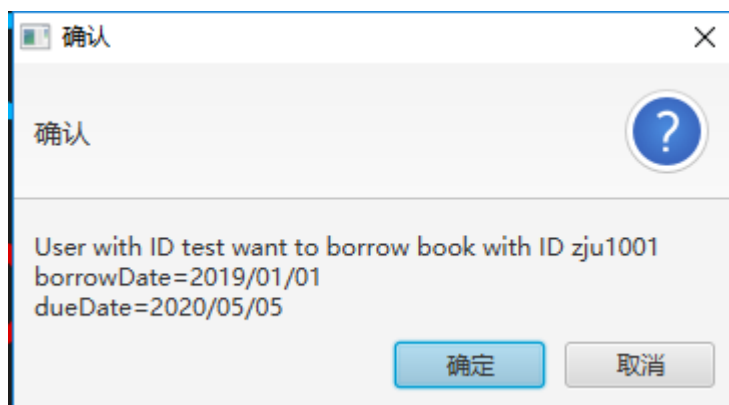 确认
确认
?
User with ID test want to borrow book with ID zju1001
borrowDate=2019/01/01
dueDate=2020/05/05
确定
取消